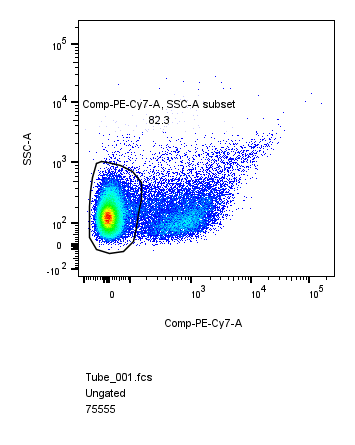 10^5
10^4
10^3
10^2
0
-10^2
SSC-A
Comp-PE-Cy7-A, SSC-A subset
82.3
0
10^3
10^4
10^5
Comp-PE-Cy7-A
Tube_001.fcs
Ungated
75555